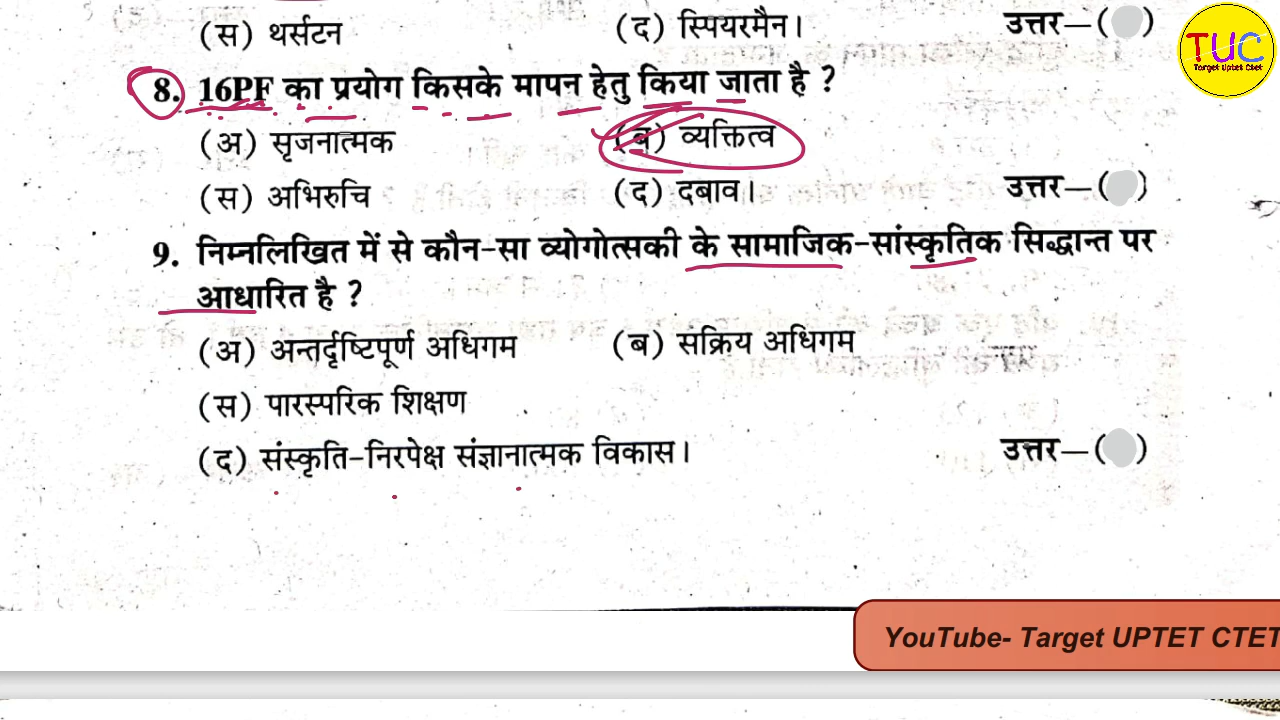 (स) थर्सटन (द) स्पियरमैन। उत्तर—( )
TUC
Target Uptet Ctet
8. 16PF का प्रयोग किसके मापन हेतु किया जाता है ?
(अ) सृजनात्मक (ब) व्यक्तित्व
(स) अभिरुचि (द) दबाव। उत्तर—( )
9. निम्नलिखित में से कौन-सा व्योगोत्सकी के सामाजिक-सांस्कृतिक सिद्धान्त पर
आधारित है ?
(अ) अन्तर्दृष्टिपूर्ण अधिगम (ब) सक्रिय अधिगम
(स) पारस्परिक शिक्षण
(द) संस्कृति-निरपेक्ष संज्ञानात्मक विकास। उत्तर—( )
YouTube- Target UPTET CTET